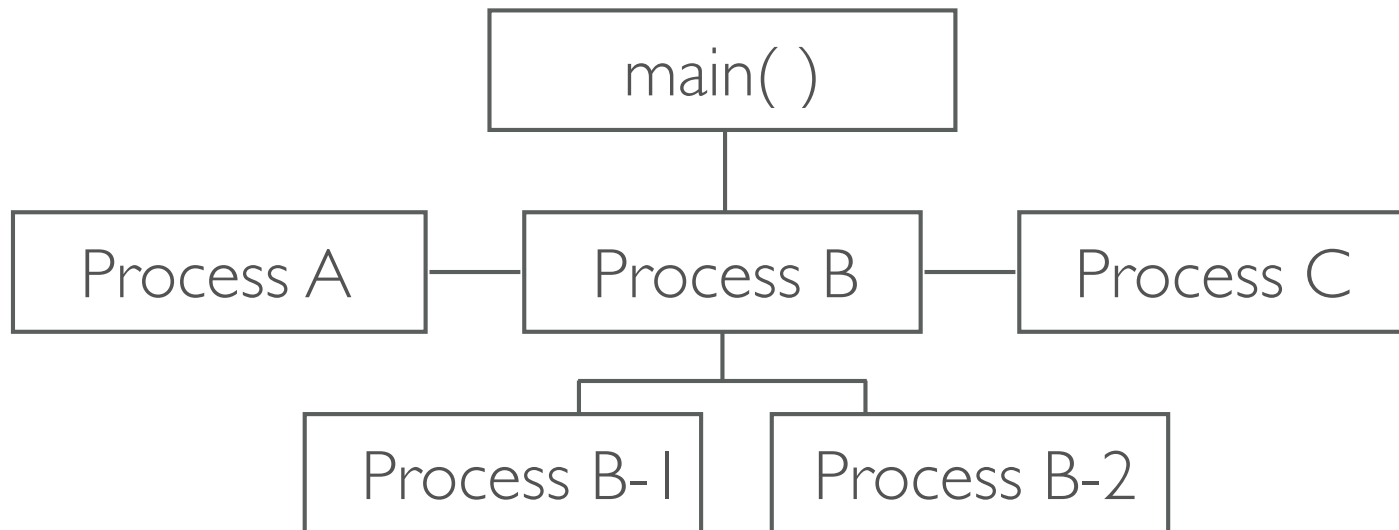 main( )
Process A
Process B
Process C
Process B-1
Process B-2